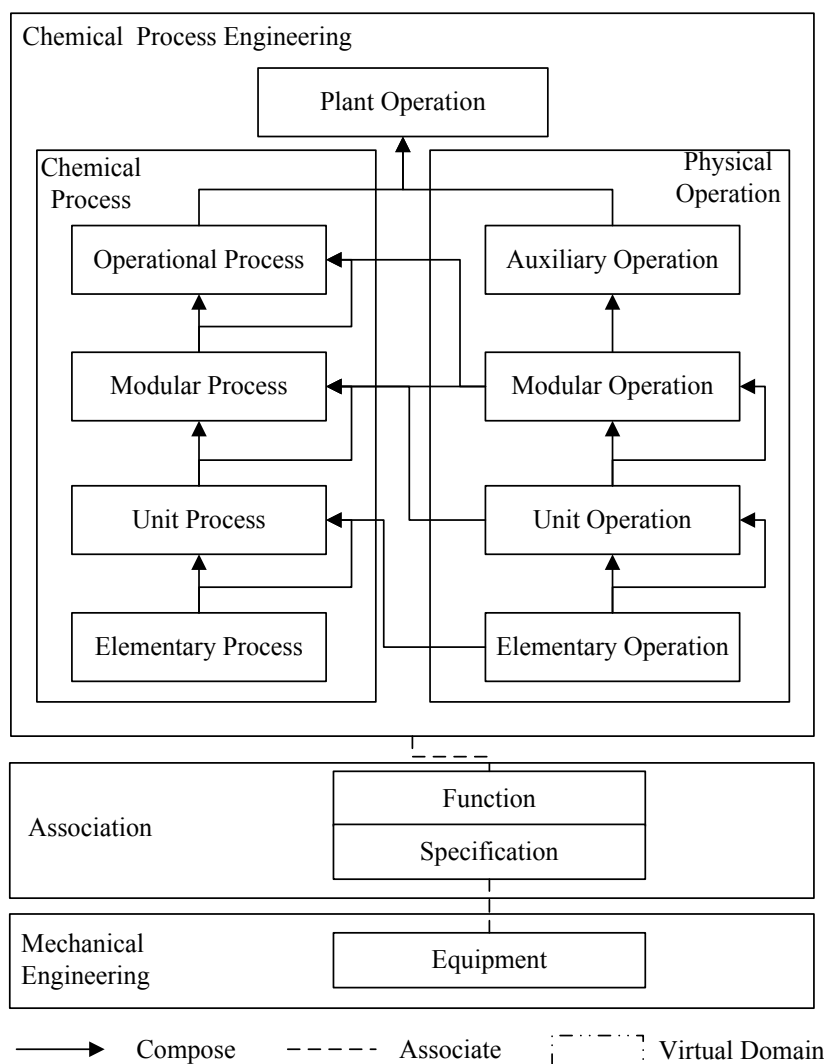 Chemical Process Engineering
Plant Operation
Chemical
Process
Physical
Operation
Operational Process
Auxiliary Operation
Modular Process
Modular Operation
Unit Process
Unit Operation
Elementary Process
Elementary Operation
Association
Function
Specification
Mechanical
Engineering
Equipment
Compose
Associate
Virtual Domain